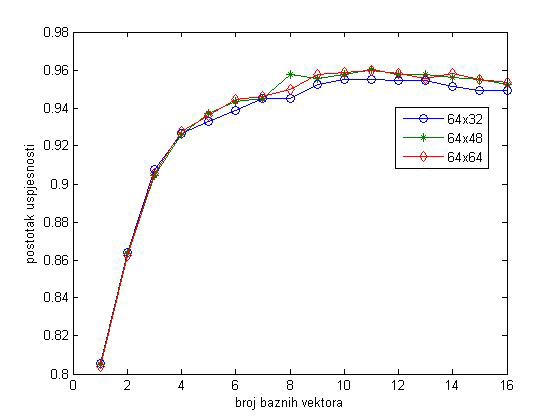 0.98
0.96
0.94
0.92
0.9
0.88
0.86
0.84
0.82
0.8
postotak uspjesnosti
64x32
64x48
64x64
0 2 4 6 8 10 12 14 16
broj baznih vektora